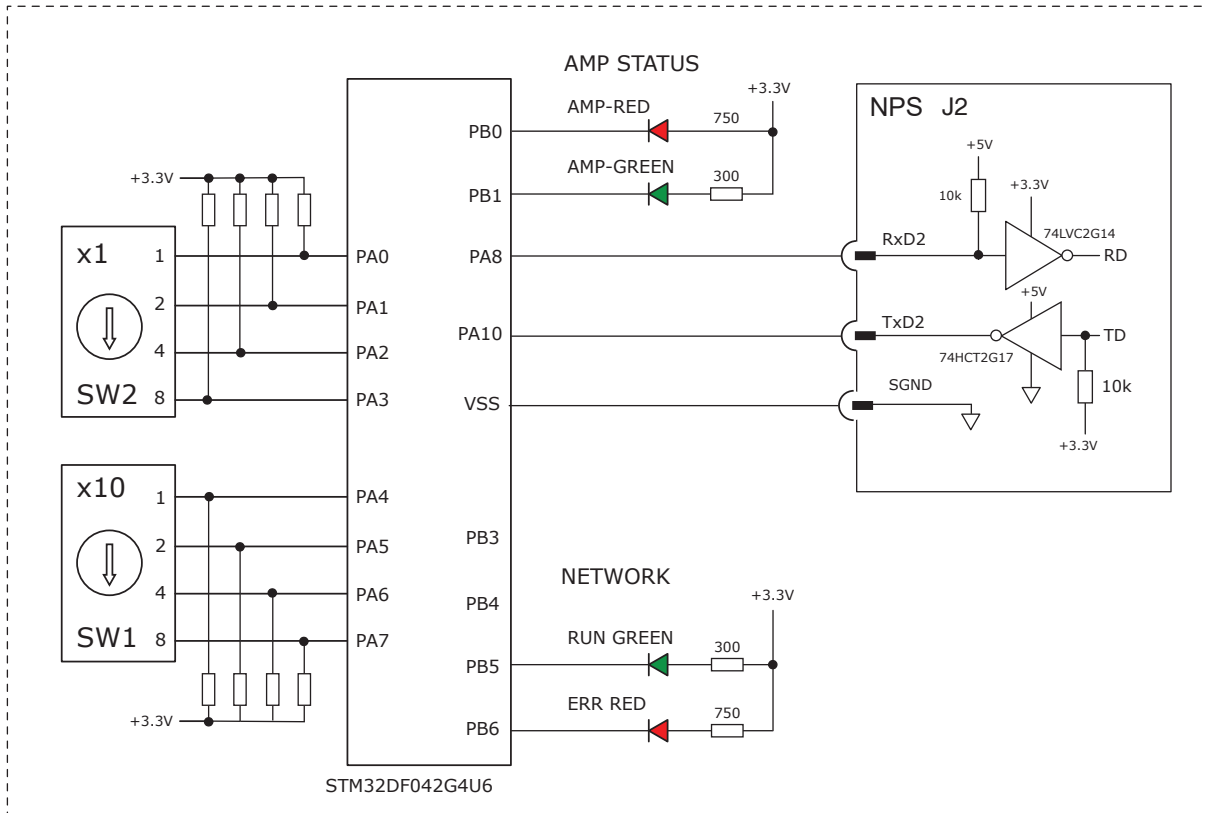 AMP STATUS
+3.3V
AMP-RED
750
PB0
AMP-GREEN
300
PB1
NPS J2
+5V
10k
+3.3V
74LVC2G14
RxD2
RD
PA8
+5V
TxD2
TD
PA10
74HCT2G17
10k
SGND
VSS
+3.3V
+3.3V
x1
1
PA0
2
PA1
4
PA2
SW2
8
PA3
x10
1
PA4
2
PA5
4
PA6
SW1
8
PA7
+3.3V
PB3
PB4
NETWORK
+3.3V
RUN GREEN
300
PB5
ERR RED
750
PB6
STM32DF042G4U6